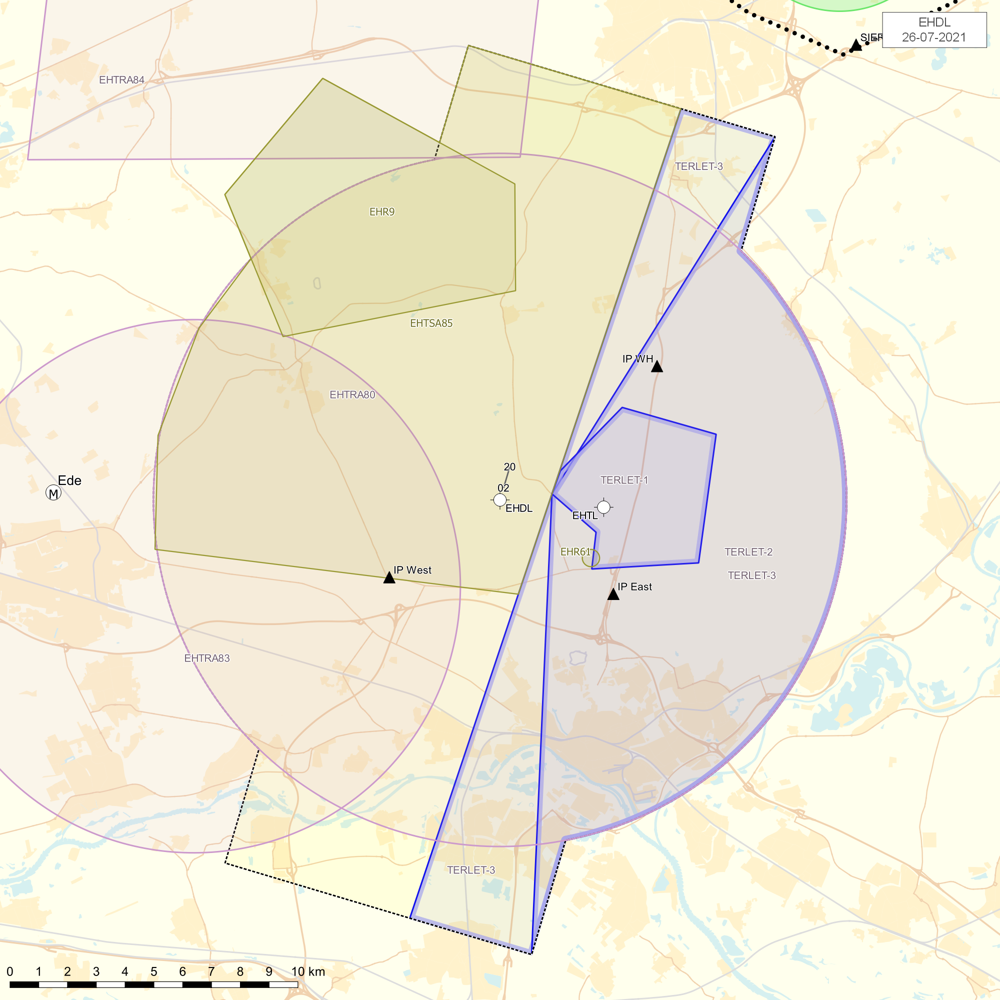 EHDL
26-07-2021
SIER
EHTRA84
TERLET-3
EHR9
EHTSA85
IP WH
EHTRA80
20
02
EHDL
Ede
M
TERLET-1
EHTL
EHR61
TERLET-2
TERLET-3
IP West
IP East
EHTRA83
TERLET-3
0 1 2 3 4 5 6 7 8 9 10 km